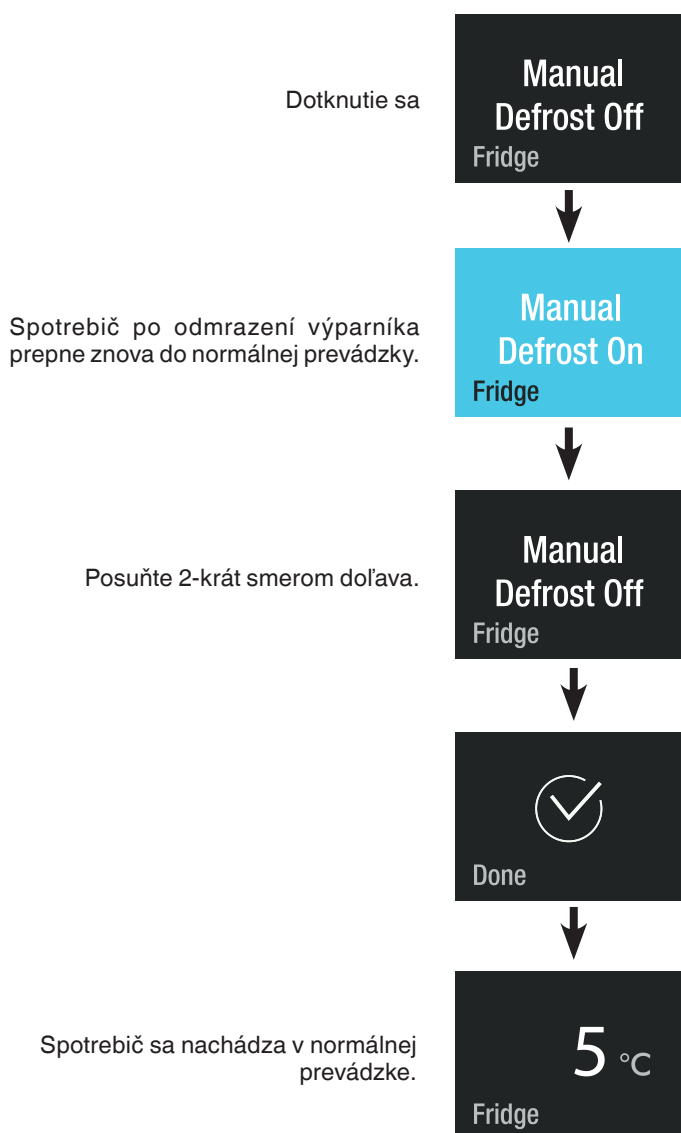 Dotknutie sa
Manual
Defrost Off
Fridge
Spotrebič po odmrazení výparníka
prepne znova do normálnej prevádzky.
Manual
Defrost On
Fridge
Posuňte 2-krát smerom doľava.
Manual
Defrost Off
Fridge
Done
Spotrebič sa nachádza v normálnej
prevádzke.
5 °C
Fridge